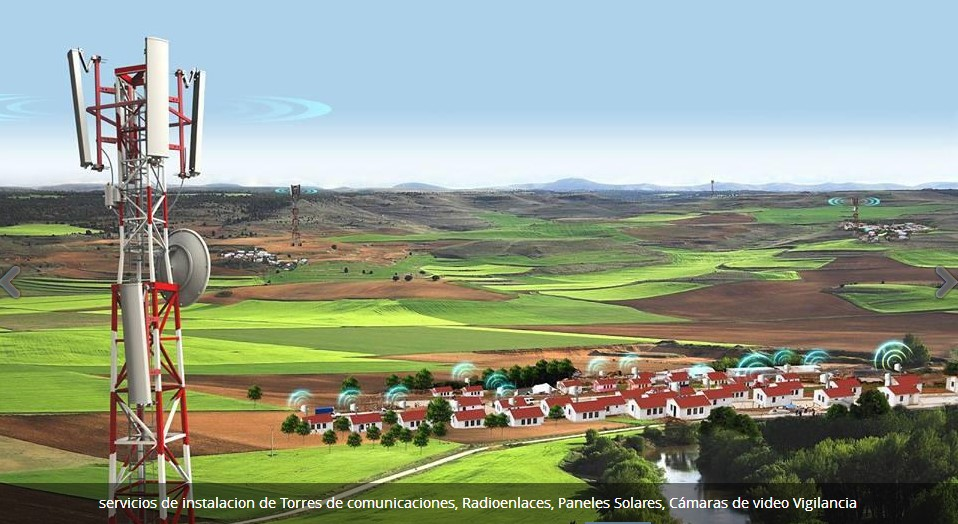 servicios de instalacion de Torres de comunicaciones, Radioenlaces, Paneles Solares, Cámaras de video Vigilancia